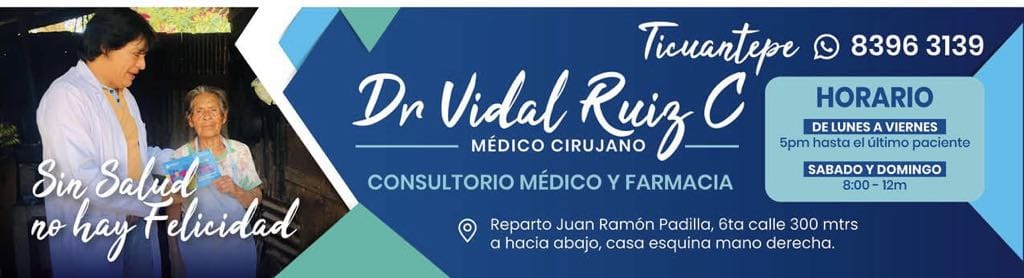 Sin Salud
no hay Felicidad
Ticuantepe 8396 3139
Dr Vidal Ruiz C
MÉDICO CIRUJANO
CONSULTORIO MÉDICO Y FARMACIA
Reparto Juan Ramón Padilla, 6ta calle 300 mtrs
a hacia abajo, casa esquina mano derecha.
HORARIO
DE LUNES A VIERNES
5pm hasta el último paciente
SABADO Y DOMINGO
8:00 - 12m